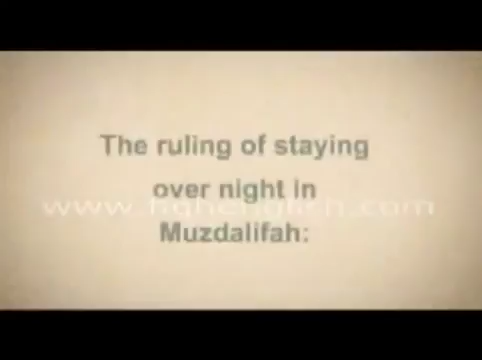 The ruling of staying
over night in
Muzdalifah: